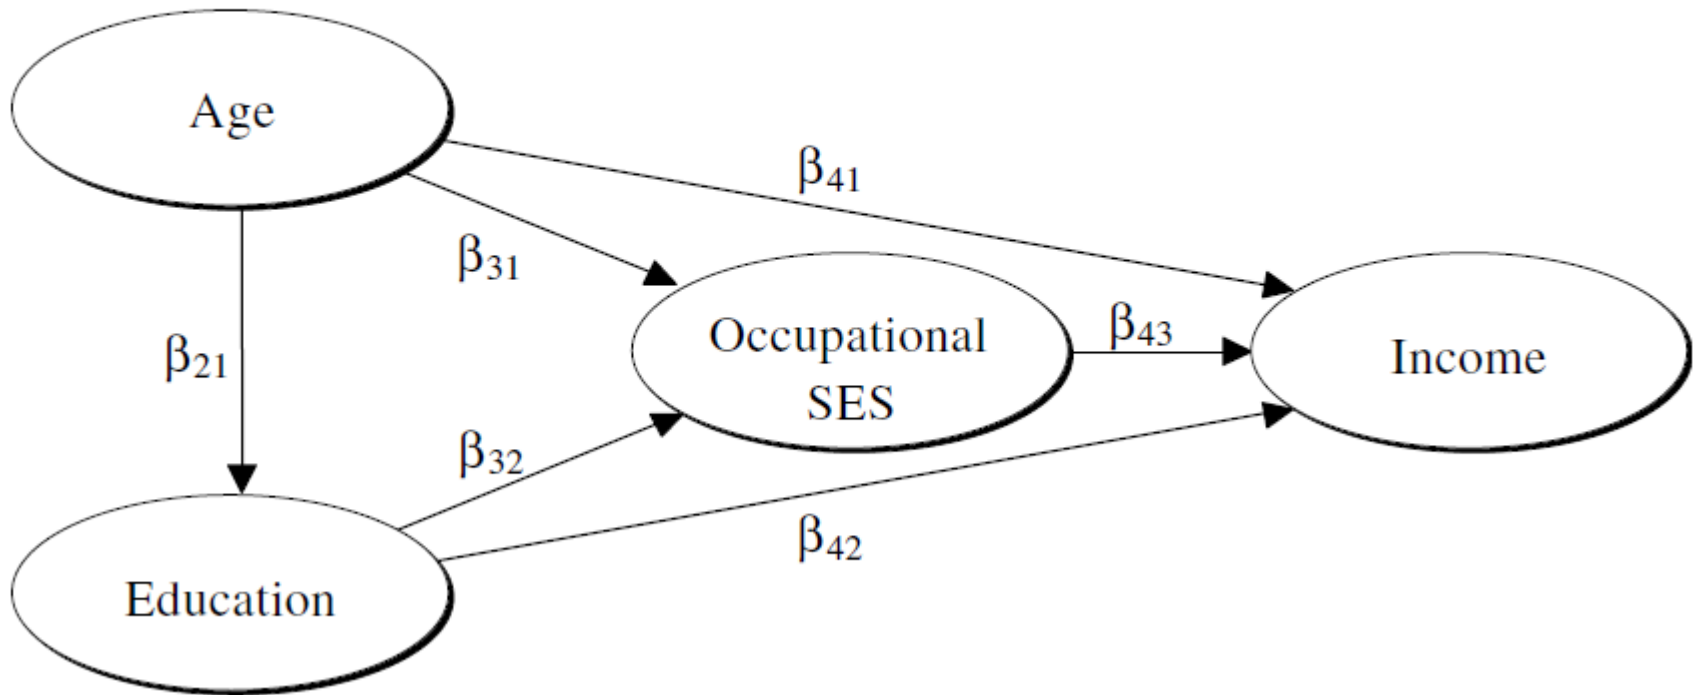 Age
β41
β31
Occupational
SES
β43
Income
β21
β32
β42
Education